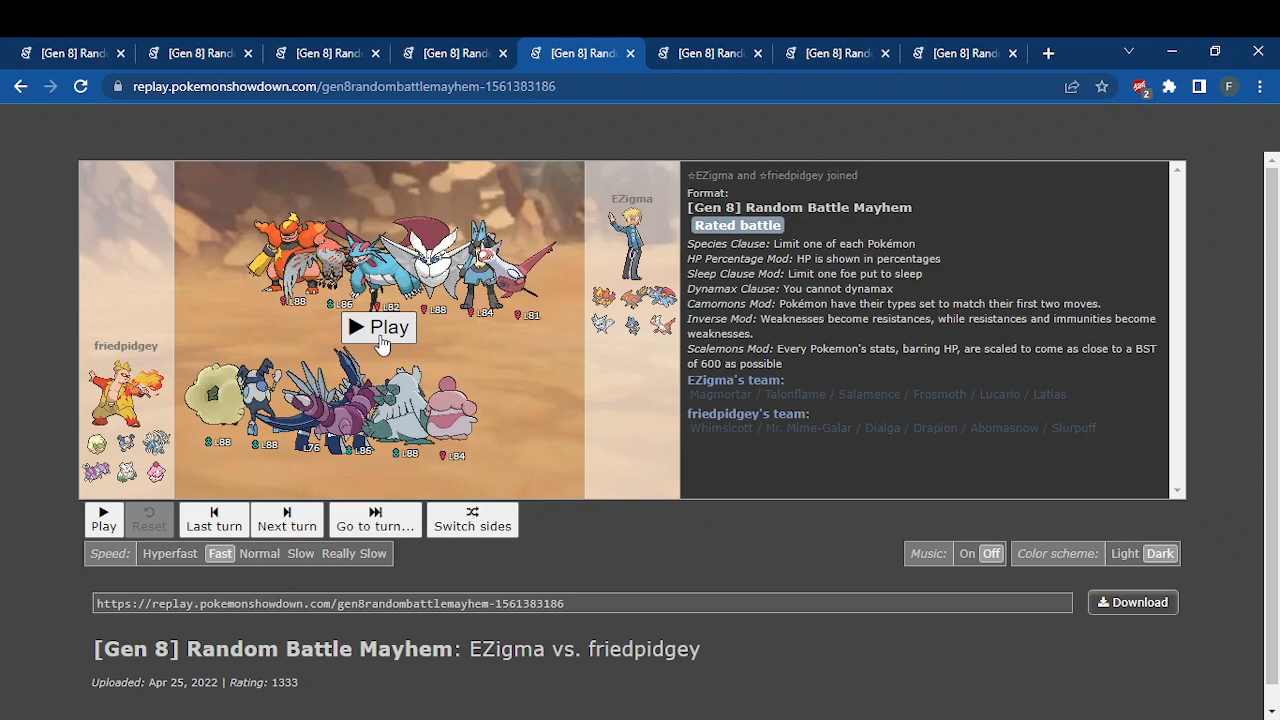 [Gen 8] Rand
[Gen 8] Rand
[Gen 8] Rand
[Gen 8] Rand
[Gen 8] Rand
[Gen 8] Rand
[Gen 8] Rand
[Gen 8] Rand
replay.pokemonshowdown.com/gen8randombattlemayhem-1561383186
2
F
☆EZigma and ☆friedpidgey joined
Format:
[Gen 8] Random Battle Mayhem
Rated battle
Species Clause: Limit one of each Pokémon
HP Percentage Mod: HP is shown in percentages
Sleep Clause Mod: Limit one foe put to sleep
Dynamax Clause: You cannot dynamax
Camomons Mod: Pokémon have their types set to match their first two moves.
Inverse Mod: Weaknesses become resistances, while resistances and immunities become
weaknesses.
Scalemons Mod: Every Pokemon's stats, barring HP, are scaled to come as close to a BST
of 600 as possible
EZigma's team:
Magmortar / Talonflame / Salamence / Frosmoth / Lucario / Latias
friedpidgey's team:
Whimsicott / Mr. Mime-Galar / Dialga / Drapion / Abomasnow / Slurpuff
EZigma
friedpidgey
L88
L86
L82
L88
L84
L81
Play
L88
L88
L76
L86
L88
L84
Play
Reset
Last turn
Next turn
Go to turn...
Switch sides
Speed: Hyperfast Fast Normal Slow Really Slow
Music: On Off
Color scheme: Light Dark
https://replay.pokemonshowdown.com/gen8randombattlemayhem-1561383186
Download
[Gen 8] Random Battle Mayhem: EZigma vs. friedpidgey
Uploaded: Apr 25, 2022 | Rating: 1333